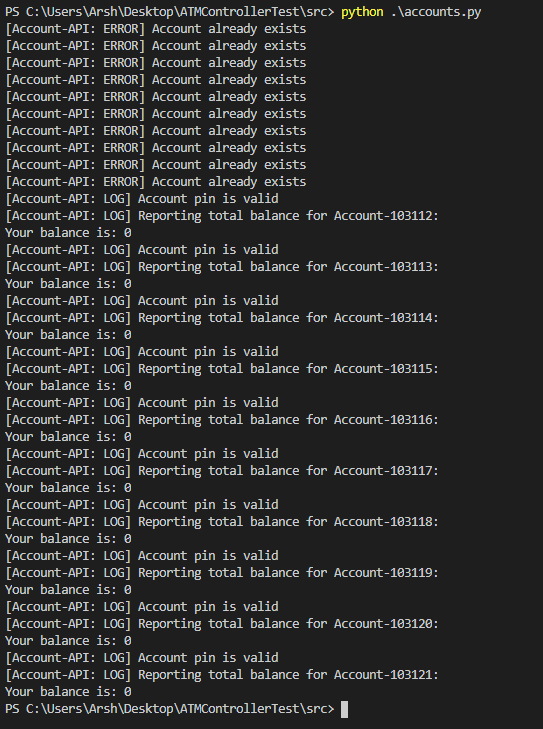 PS C:\Users\Arsh\Desktop\ATMControllerTest\src> python .\accounts.py
[Account-API: ERROR] Account already exists
[Account-API: ERROR] Account already exists
[Account-API: ERROR] Account already exists
[Account-API: ERROR] Account already exists
[Account-API: ERROR] Account already exists
[Account-API: ERROR] Account already exists
[Account-API: ERROR] Account already exists
[Account-API: ERROR] Account already exists
[Account-API: ERROR] Account already exists
[Account-API: ERROR] Account already exists
[Account-API: LOG] Account pin is valid
[Account-API: LOG] Reporting total balance for Account-103112:
Your balance is: 0
[Account-API: LOG] Account pin is valid
[Account-API: LOG] Reporting total balance for Account-103113:
Your balance is: 0
[Account-API: LOG] Account pin is valid
[Account-API: LOG] Reporting total balance for Account-103114:
Your balance is: 0
[Account-API: LOG] Account pin is valid
[Account-API: LOG] Reporting total balance for Account-103115:
Your balance is: 0
[Account-API: LOG] Account pin is valid
[Account-API: LOG] Reporting total balance for Account-103116:
Your balance is: 0
[Account-API: LOG] Account pin is valid
[Account-API: LOG] Reporting total balance for Account-103117:
Your balance is: 0
[Account-API: LOG] Account pin is valid
[Account-API: LOG] Reporting total balance for Account-103118:
Your balance is: 0
[Account-API: LOG] Account pin is valid
[Account-API: LOG] Reporting total balance for Account-103119:
Your balance is: 0
[Account-API: LOG] Account pin is valid
[Account-API: LOG] Reporting total balance for Account-103120:
Your balance is: 0
[Account-API: LOG] Account pin is valid
[Account-API: LOG] Reporting total balance for Account-103121:
Your balance is: 0
PS C:\Users\Arsh\Desktop\ATMControllerTest\src>